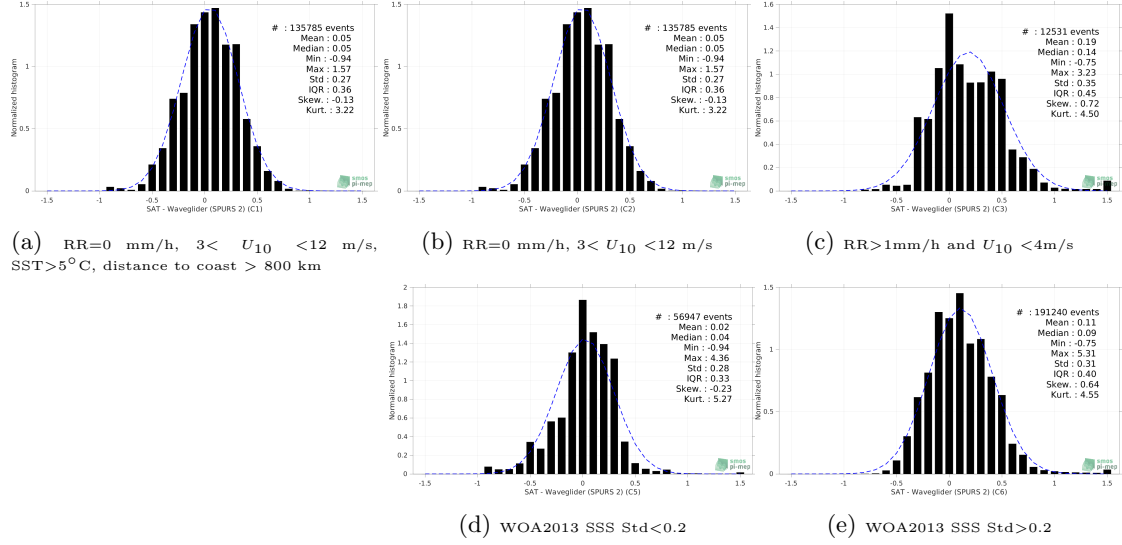 Normalized histogram
1.5
1
0.5
0
-1.5 -1 -0.5 0 0.5 1 1.5
SAT - Waveglider (SPURS 2) (C1)
# : 135785 events
Mean : 0.05
Median : 0.05
Min : -0.94
Max : 1.57
Std : 0.27
IQR : 0.36
Skew. : -0.13
Kurt. : 3.22
smos
pi-mep
(a) RR=0 mm/h, 3< U10 <12 m/s,
SST>5°C, distance to coast > 800 km
Normalized histogram
1.5
1
0.5
0
-1.5 -1 -0.5 0 0.5 1 1.5
SAT - Waveglider (SPURS 2) (C2)
# : 135785 events
Mean : 0.05
Median : 0.05
Min : -0.94
Max : 1.57
Std : 0.27
IQR : 0.36
Skew. : -0.13
Kurt. : 3.22
smos
pi-mep
(b) RR=0 mm/h, 3< U10 <12 m/s
Normalized histogram
1.6
1.4
1.2
1
0.8
0.6
0.4
0.2
0
-1.5 -1 -0.5 0 0.5 1 1.5
SAT - Waveglider (SPURS 2) (C3)
# : 12531 events
Mean : 0.19
Median : 0.14
Min : -0.75
Max : 3.23
Std : 0.35
IQR : 0.45
Skew. : 0.72
Kurt. : 4.50
smos
pi-mep
(c) RR>1mm/h and U10 <4m/s
Normalized histogram
2
1.8
1.6
1.4
1.2
1
0.8
0.6
0.4
0.2
0
-1.5 -1 -0.5 0 0.5 1 1.5
SAT - Waveglider (SPURS 2) (C5)
# : 56947 events
Mean : 0.02
Median : 0.04
Min : -0.94
Max : 4.36
Std : 0.28
IQR : 0.33
Skew. : -0.23
Kurt. : 5.27
smos
pi-mep
(d) WOA2013 SSS Std<0.2
Normalized histogram
1.5
1
0.5
0
-1.5 -1 -0.5 0 0.5 1 1.5
SAT - Waveglider (SPURS 2) (C6)
# : 191240 events
Mean : 0.11
Median : 0.09
Min : -0.75
Max : 5.31
Std : 0.31
IQR : 0.40
Skew. : 0.64
Kurt. : 4.55
smos
pi-mep
(e) WOA2013 SSS Std>0.2